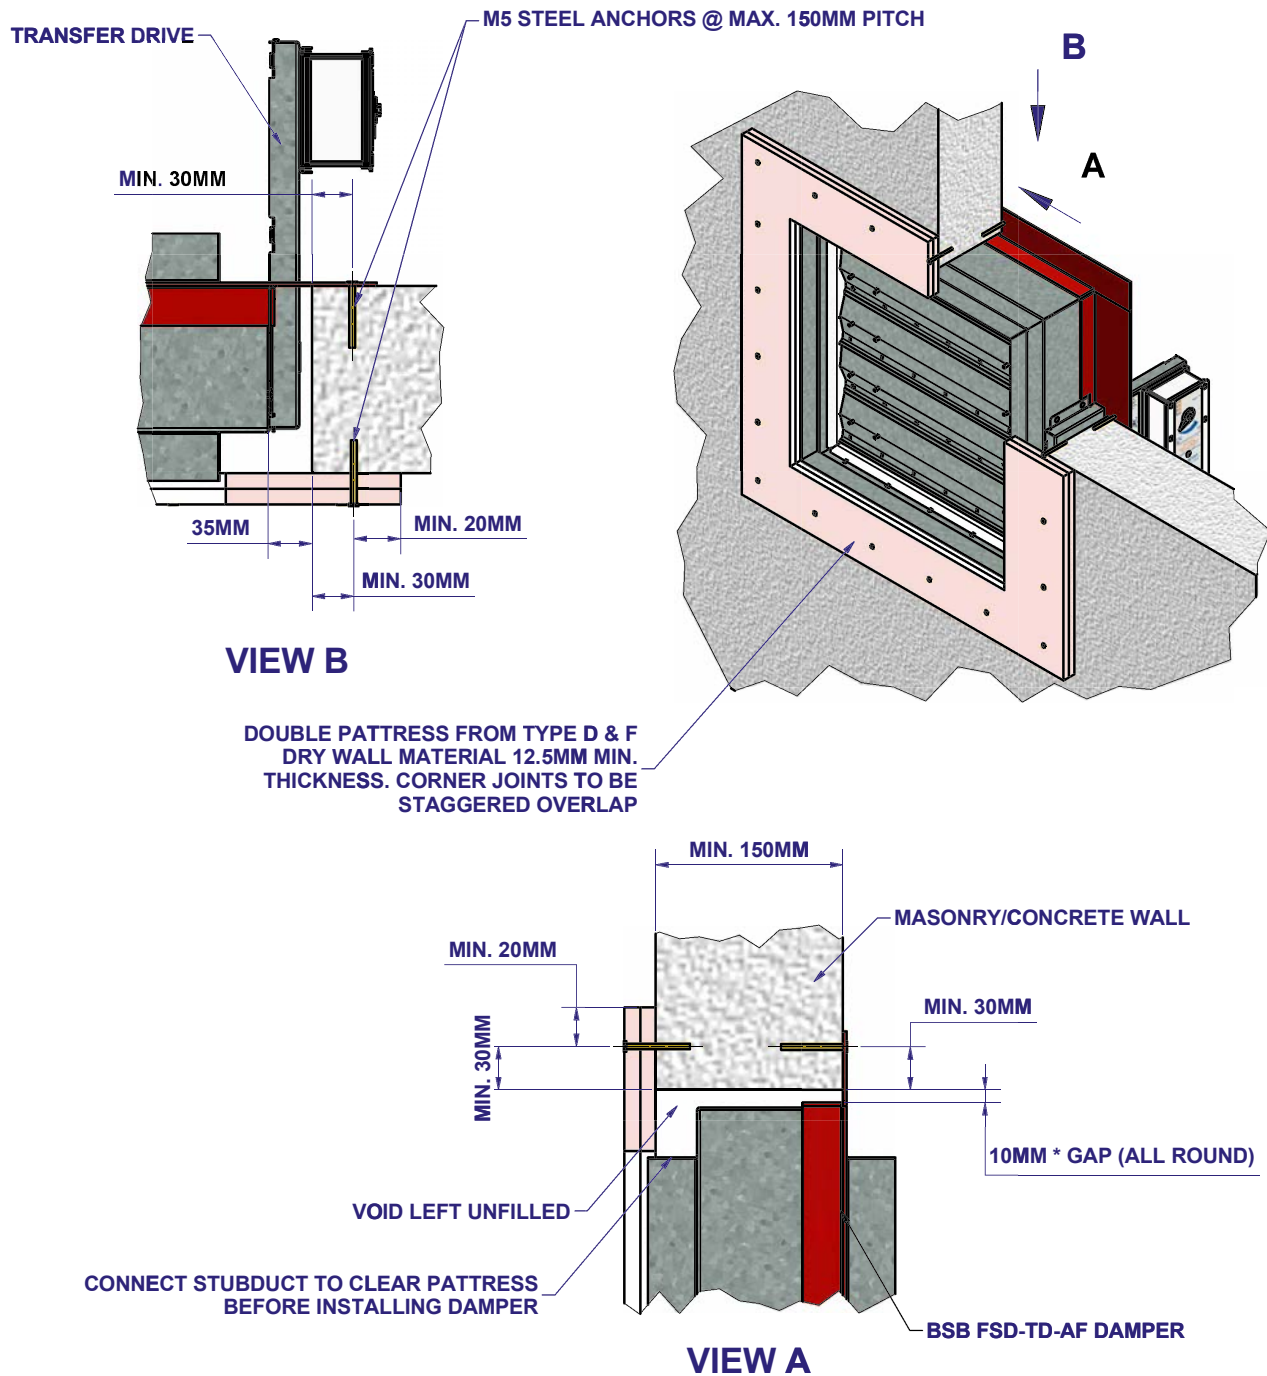 M5 STEEL ANCHORS @ MAX. 150MM PITCH
TRANSFER DRIVE
B
A
MIN. 30MM
35MM
MIN. 20MM
MIN. 30MM
VIEW B
DOUBLE PATTRESS FROM TYPE D & F
DRY WALL MATERIAL 12.5MM MIN.
THICKNESS. CORNER JOINTS TO BE
STAGGERED OVERLAP
MIN. 150MM
MASONRY/CONCRETE WALL
MIN. 20MM
MIN. 30MM
MIN. 30MM
10MM * GAP (ALL ROUND)
VOID LEFT UNFILLED
CONNECT STUBDUCT TO CLEAR PATTRESS
BEFORE INSTALLING DAMPER
BSB FSD-TD-AF DAMPER
VIEW A